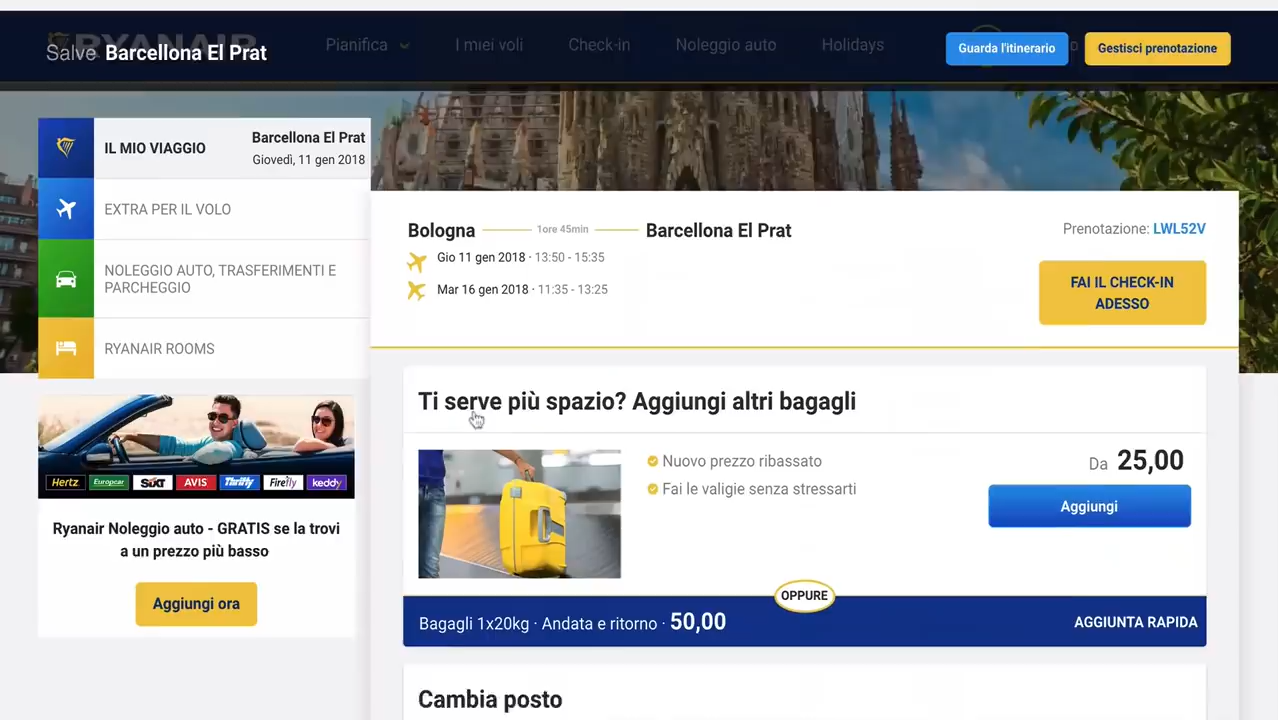 RYANAIR
Pianifica
I miei voli
Check-in
Noleggio auto
Holidays
Salve Barcellona El Prat
Guarda l'itinerario
Gestisci prenotazione
IL MIO VIAGGIO
Barcellona El Prat
Giovedì, 11 gen 2018
EXTRA PER IL VOLO
NOLEGGIO AUTO, TRASFERIMENTI E
PARCHEGGIO
RYANAIR ROOMS
Hertz Europcar SIXT AVIS Thrifty Firefly keddy
Ryanair Noleggio auto - GRATIS se la trovi
a un prezzo più basso
Aggiungi ora
Bologna
1ore 45min
Barcellona El Prat
Gio 11 gen 2018 · 13:50 - 15:35
Mar 16 gen 2018 · 11:35 - 13:25
Prenotazione: LWL52V
FAI IL CHECK-IN
ADESSO
Ti serve più spazio? Aggiungi altri bagagli
Nuovo prezzo ribassato
Fai le valigie senza stressarti
Da 25,00
Aggiungi
OPPURE
Bagagli 1x20kg · Andata e ritorno · 50,00
AGGIUNTA RAPIDA
Cambia posto